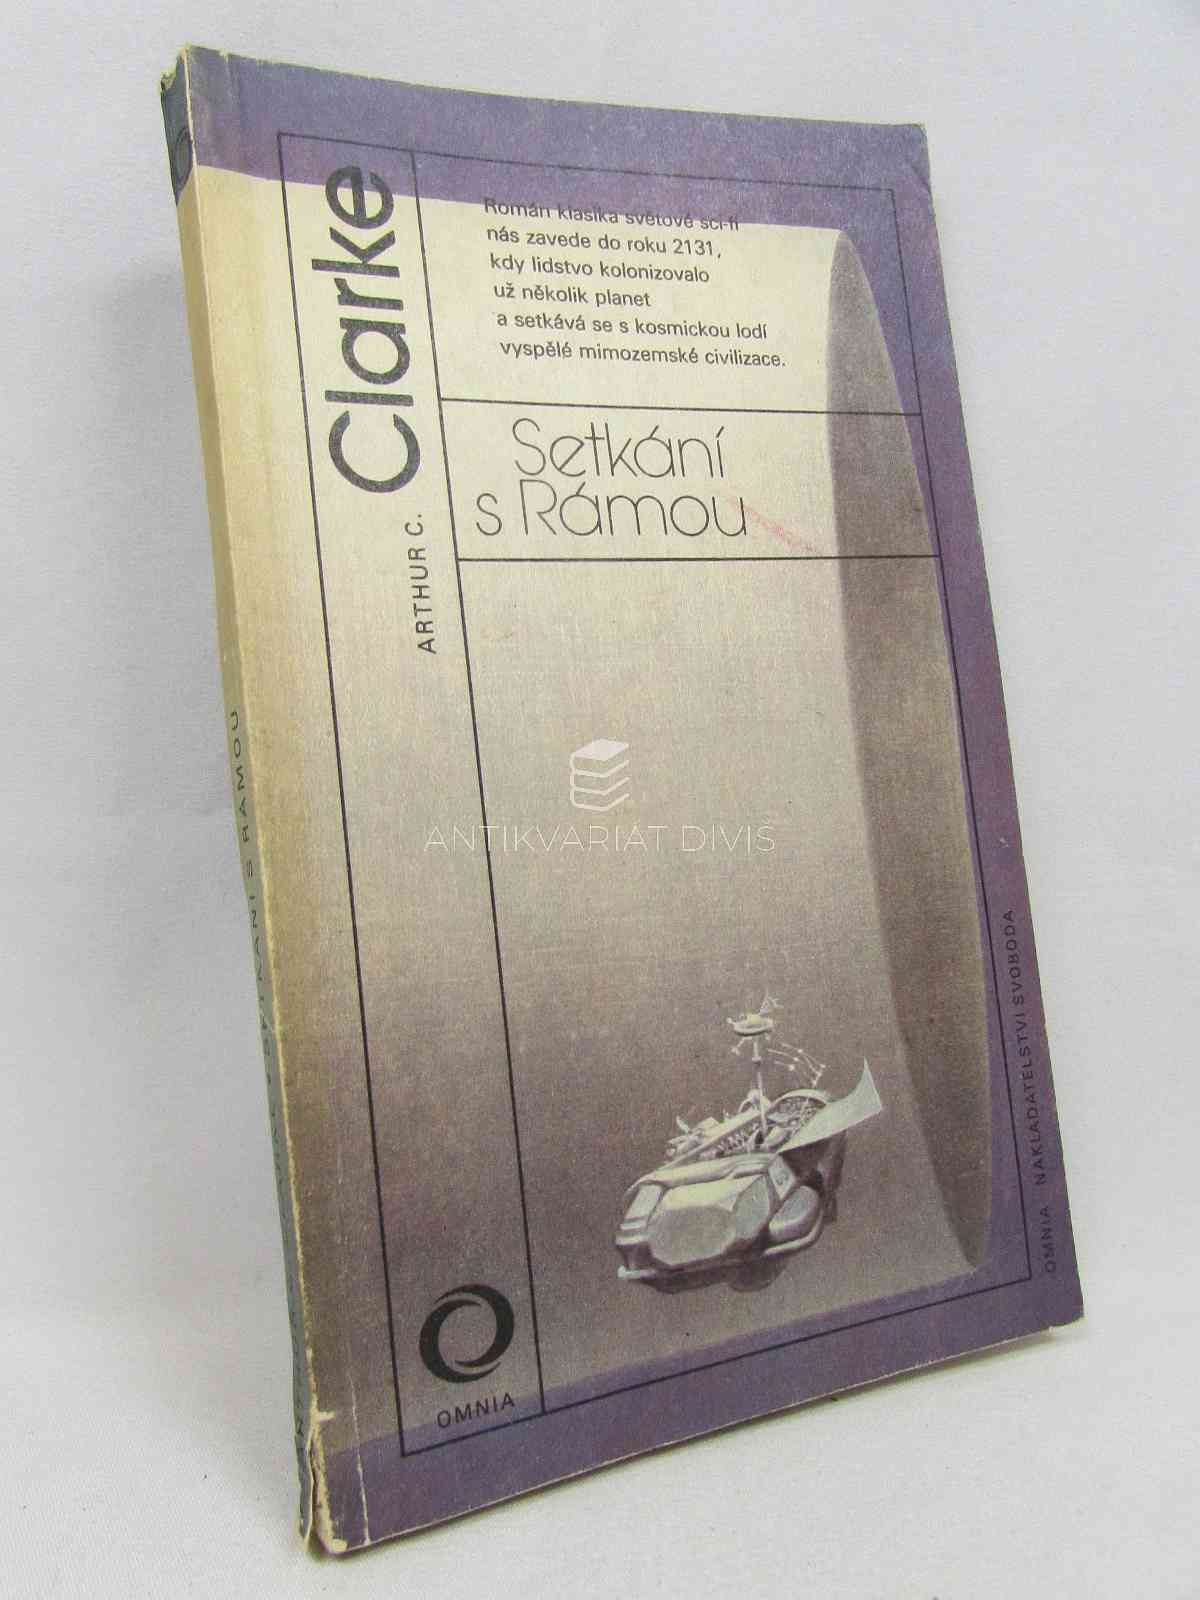 Román klasika světové sci-fi
nás zavede do roku 2131,
kdy lidstvo kolonizovalo
už několik planet
a setkává se s kosmickou lodí
vyspělé mimozemské civilizace.
ARTHUR C.
Clarke
Setkání
s Rámou
ANTIKVARIÁT DIVIŠ
OMNIA
OMNIA NAKLADATELSTVÍ SVOBODA
SETKÁNÍ S RÁMOU